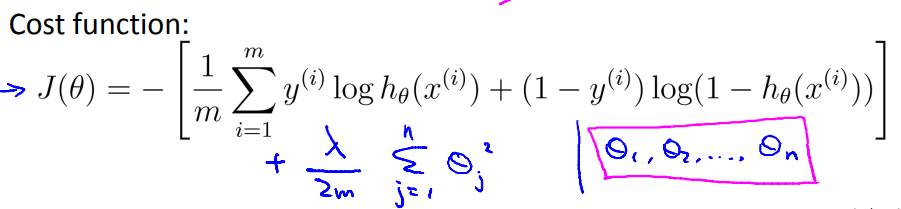 Cost function:
→ J(θ) = − [ 1/m ∑_{i=1}^{m} y^{(i)} log h_θ(x^{(i)}) + (1 − y^{(i)}) log(1 − h_θ(x^{(i)})) ]
+ λ/2m ∑_{j=1}^{n} θ_j^2 | θ_1, θ_2, ...., θ_n